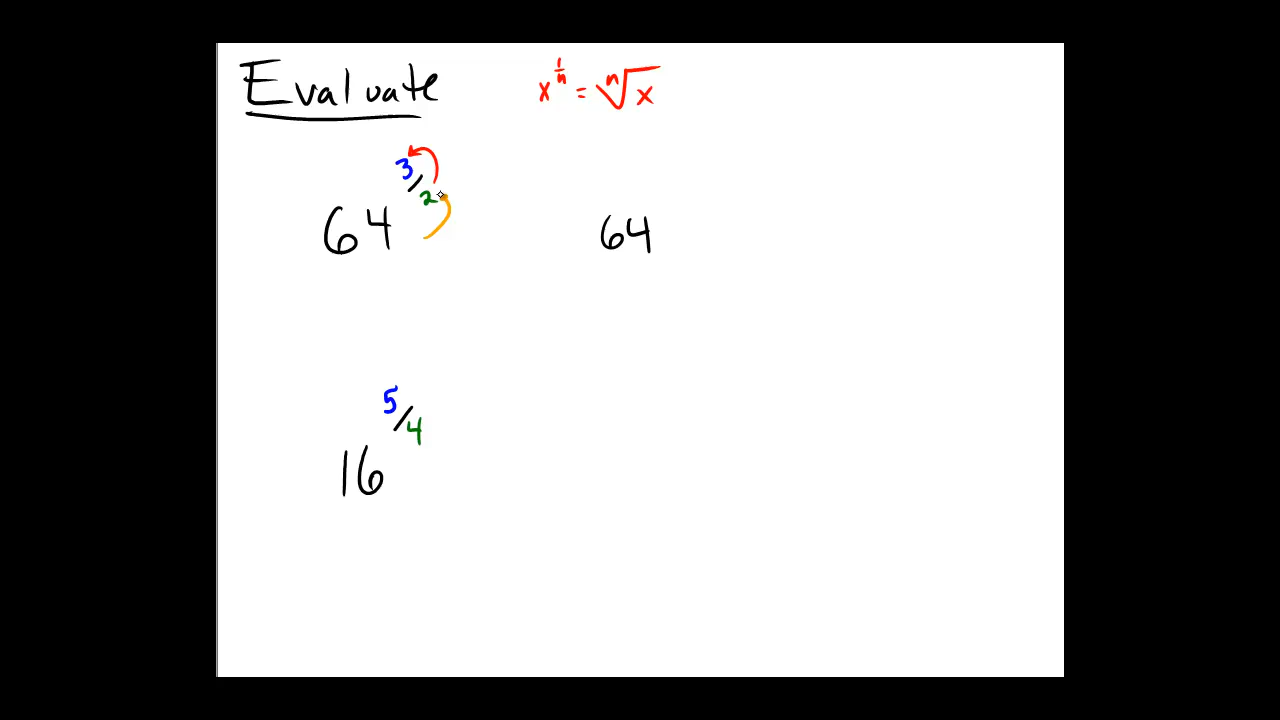 Evaluate
x^{1/n} = ⁿ√x
64^{3/2}
64
16^{5/4}